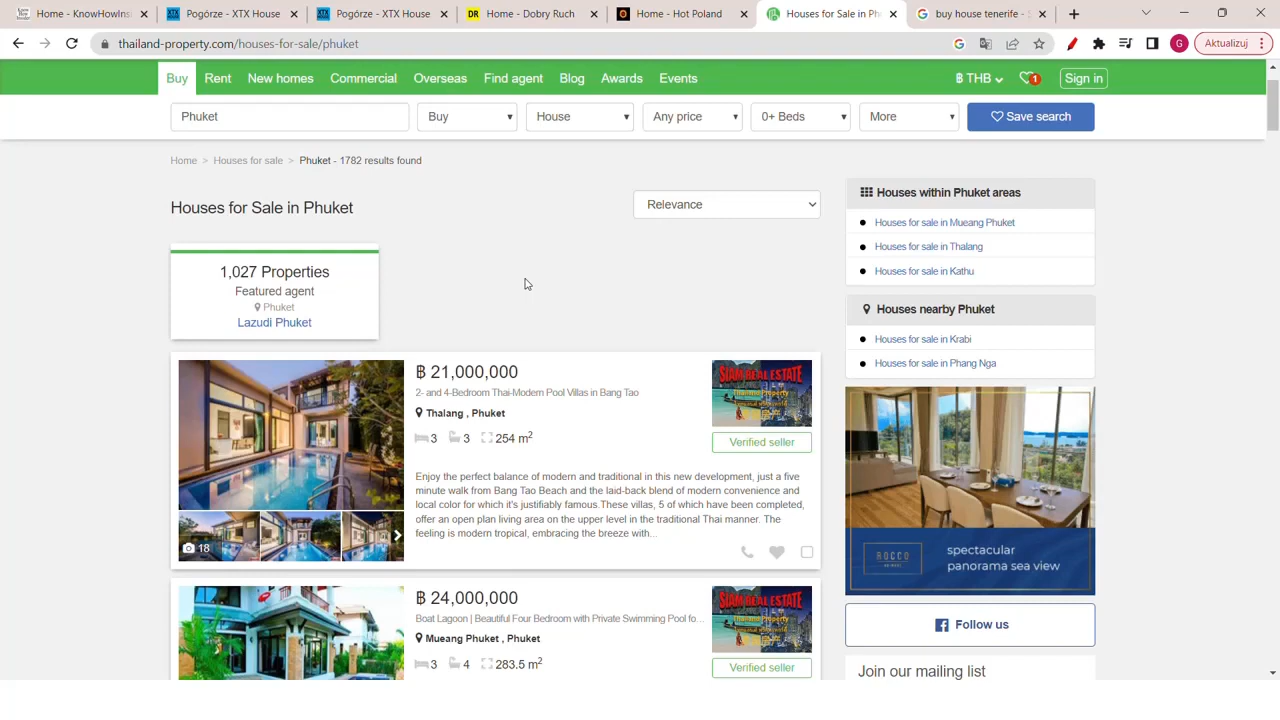 Home - KnowHowIns
Pogórze - XTX House
Pogórze - XTX House
DR Home - Dobry Ruch
Home - Hot Poland
Houses for Sale in Ph
buy house tenerife - S
thailand-property.com/houses-for-sale/phuket
G
Aktualizuj
Buy
Rent
New homes
Commercial
Overseas
Find agent
Blog
Awards
Events
฿ THB
1
Sign in
Phuket
Buy
House
Any price
0+ Beds
More
Save search
Home > Houses for sale > Phuket - 1782 results found
Houses for Sale in Phuket
Relevance
1,027 Properties
Featured agent
Phuket
Lazudi Phuket
฿ 21,000,000
2- and 4-Bedroom Thai-Modern Pool Villas in Bang Tao
Thalang , Phuket
3 3 254 m²
Enjoy the perfect balance of modern and traditional in this new development, just a five
minute walk from Bang Tao Beach and the laid-back blend of modern convenience and
local color for which it's justifiably famous.These villas, 5 of which have been completed,
offer an open plan living area on the upper level in the traditional Thai manner. The
feeling is modern tropical, embracing the breeze with...
18
SIAM REAL ESTATE
Verified seller
฿ 24,000,000
Boat Lagoon | Beautiful Four Bedroom with Private Swimming Pool fo...
Mueang Phuket , Phuket
3 4 283.5 m²
SIAM REAL ESTATE
Verified seller
Houses within Phuket areas
Houses for sale in Mueang Phuket
Houses for sale in Thalang
Houses for sale in Kathu
Houses nearby Phuket
Houses for sale in Krabi
Houses for sale in Phang Nga
ROCCO
spectacular
panorama sea view
Follow us
Join our mailing list